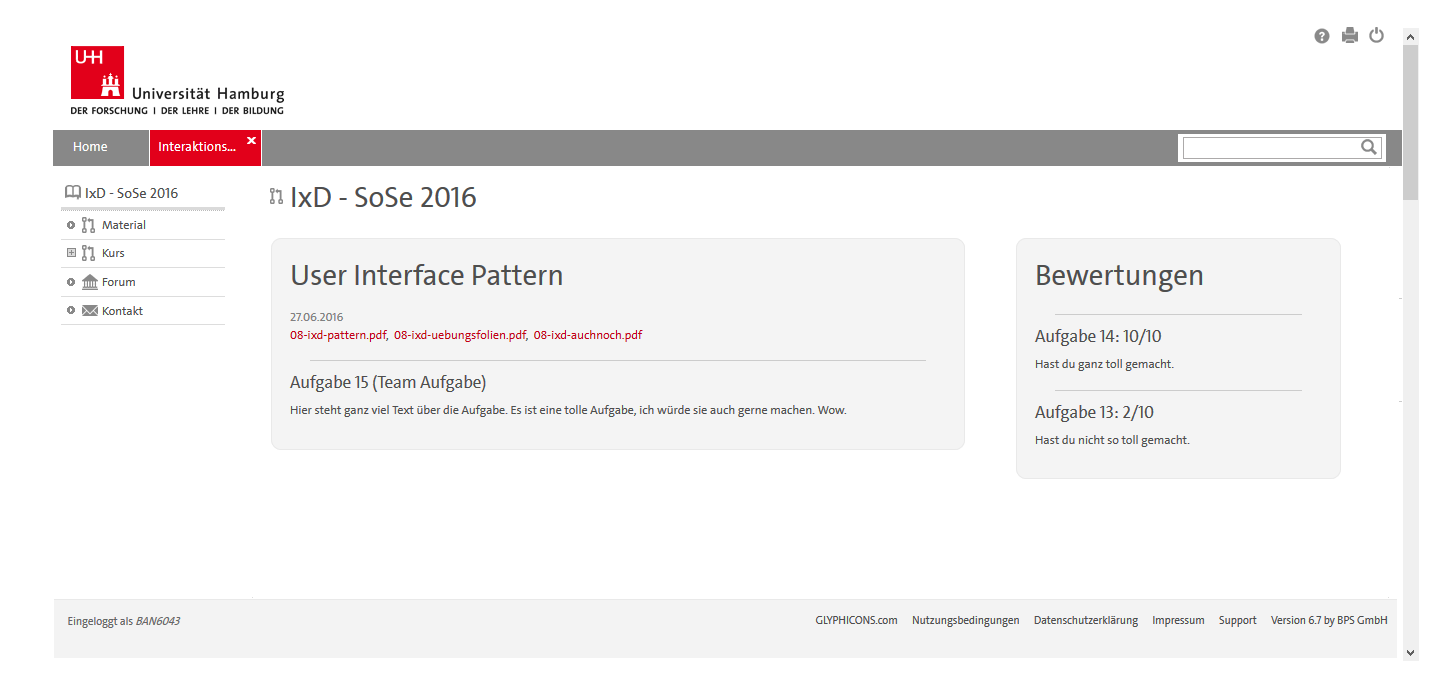 UHH
Universität Hamburg
DER FORSCHUNG I DER LEHRE I DER BILDUNG
Home
Interaktions...
IxD - SoSe 2016
Material
Kurs
Forum
Kontakt
IxD - SoSe 2016
User Interface Pattern
27.06.2016
08-ixd-pattern.pdf, 08-ixd-uebungsfolien.pdf, 08-ixd-auchnoch.pdf
Aufgabe 15 (Team Aufgabe)
Hier steht ganz viel Text über die Aufgabe. Es ist eine tolle Aufgabe, ich würde sie auch gerne machen. Wow.
Bewertungen
Aufgabe 14: 10/10
Hast du ganz toll gemacht.
Aufgabe 13: 2/10
Hast du nicht so toll gemacht.
Eingeloggt als BAN6043
GLYPHICONS.com Nutzungsbedingungen Datenschutzerklärung Impressum Support Version 6.7 by BPS GmbH